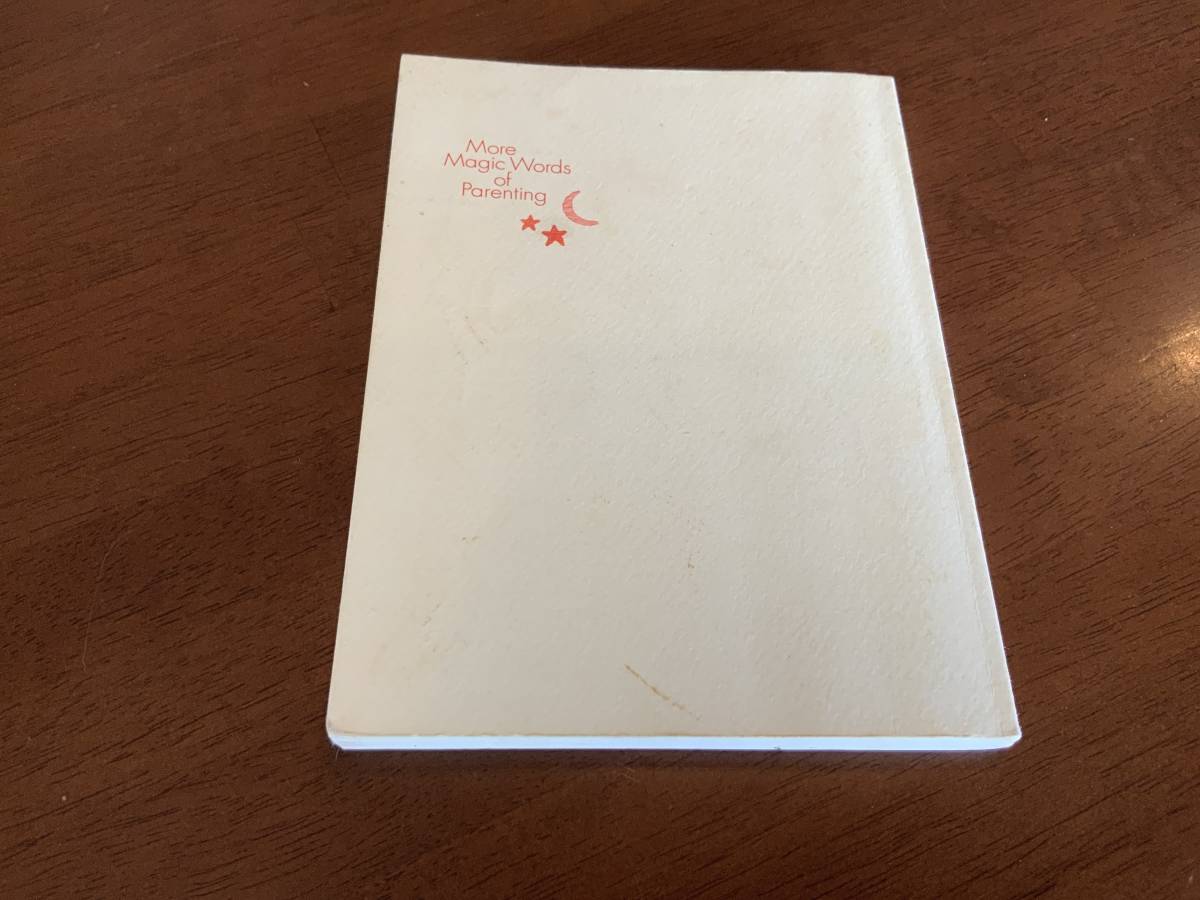 More
Magic Words
of
Parenting